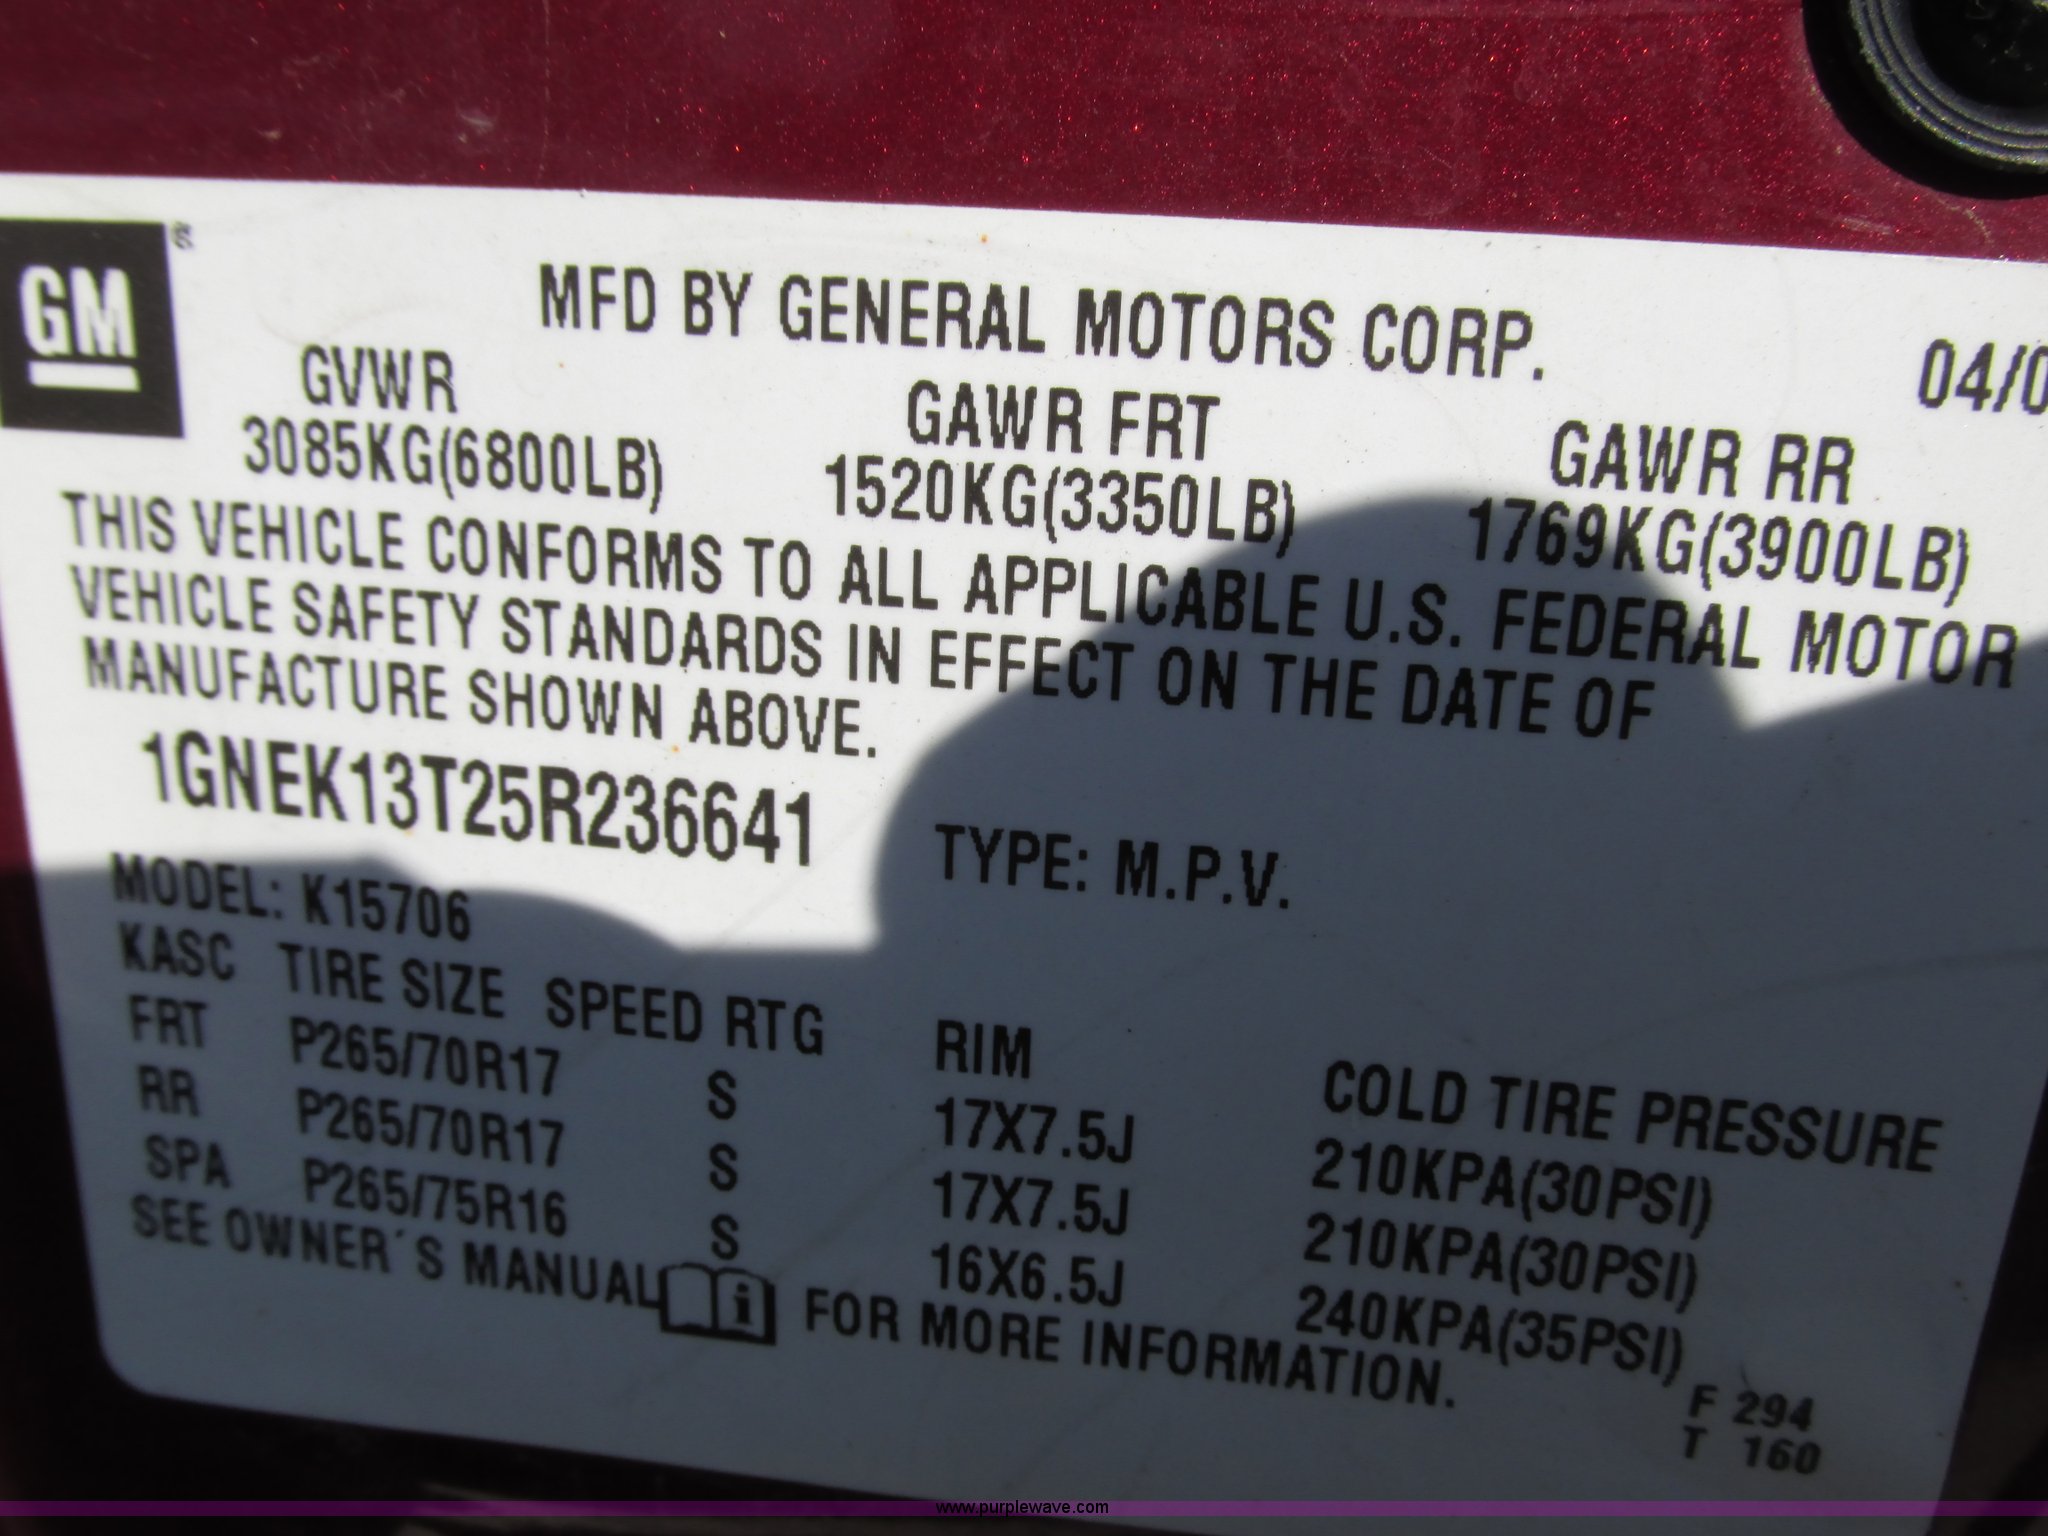 GM ®
MFD BY GENERAL MOTORS CORP. 04/0
GVWR GAWR FRT GAWR RR
3085KG(6800LB) 1520KG(3350LB) 1769KG(3900LB)
THIS VEHICLE CONFORMS TO ALL APPLICABLE U.S. FEDERAL MOTOR
VEHICLE SAFETY STANDARDS IN EFFECT ON THE DATE OF
MANUFACTURE SHOWN ABOVE.
1GNEK13T25R236641 TYPE: M.P.V.
MODEL: K15706
KASC TIRE SIZE SPEED RTG RIM COLD TIRE PRESSURE
FRT P265/70R17 S 17X7.5J 210KPA(30PSI)
RR P265/70R17 S 17X7.5J 210KPA(30PSI)
SPA P265/75R16 S 16X6.5J 240KPA(35PSI)
SEE OWNER´S MANUAL i FOR MORE INFORMATION.
F 294
T 160
www.purplewave.com